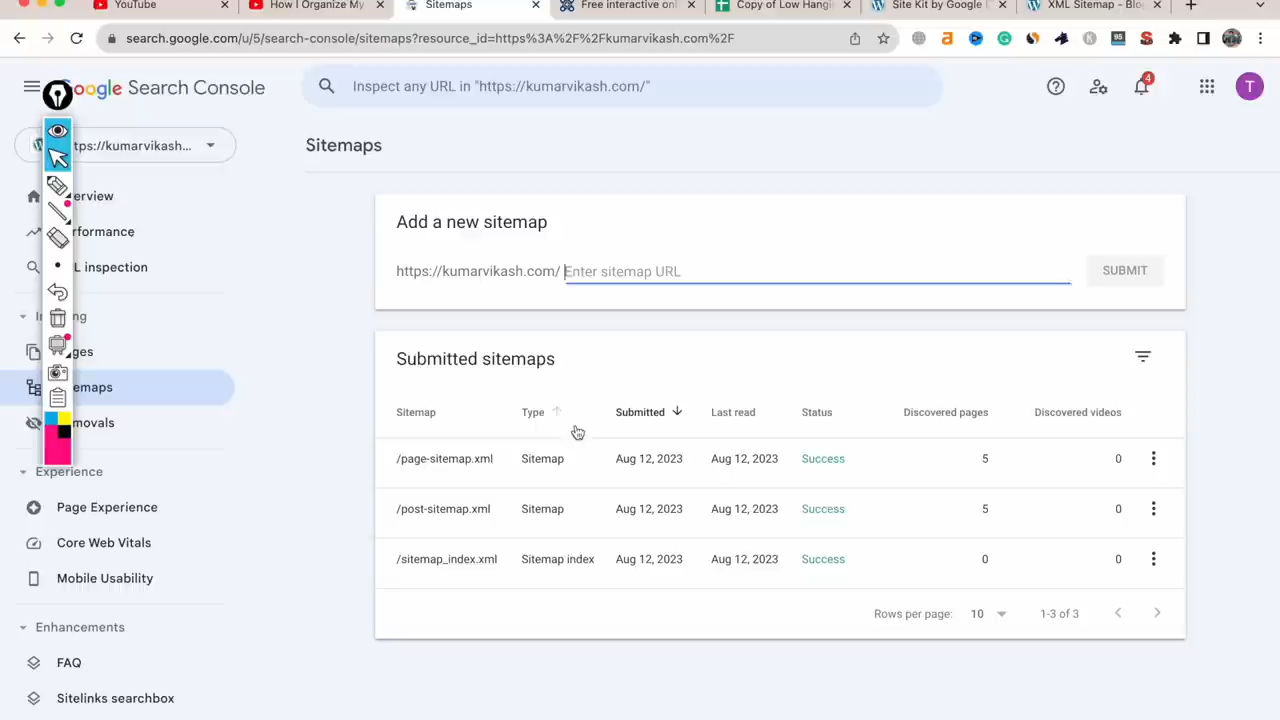 YouTube
How I Organize My
Sitemaps
Free interactive onl
Copy of Low Hangi
Site Kit by Google
XML Sitemap - Blog
search.google.com/u/5/search-console/sitemaps?resource_id=https%3A%2F%2Fkumarvikash.com%2F
Google Search Console
Inspect any URL in "https://kumarvikash.com/"
4
T
tps://kumarvikash...
Sitemaps
erview
rformance
L inspection
ing
ges
emaps
movals
Experience
Page Experience
Core Web Vitals
Mobile Usability
Enhancements
FAQ
Sitelinks searchbox
Add a new sitemap
https://kumarvikash.com/ Enter sitemap URL
SUBMIT
Submitted sitemaps
Sitemap Type Submitted Last read Status Discovered pages Discovered videos
/page-sitemap.xml Sitemap Aug 12, 2023 Aug 12, 2023 Success 5 0
/post-sitemap.xml Sitemap Aug 12, 2023 Aug 12, 2023 Success 5 0
/sitemap_index.xml Sitemap index Aug 12, 2023 Aug 12, 2023 Success 0 0
Rows per page: 10 1-3 of 3